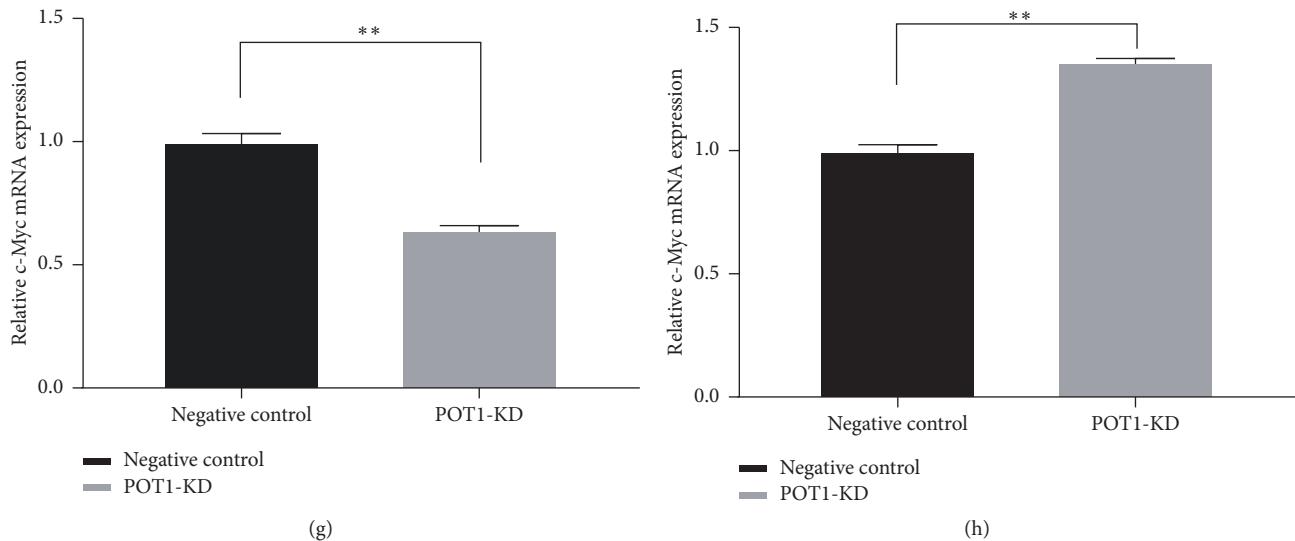 Relative c-Myc mRNA expression
1.5
1.0
0.5
0.0
**
Negative control
POT1-KD
Negative control
POT1-KD
(g)
Relative c-Myc mRNA expression
1.5
1.0
0.5
0.0
**
Negative control
POT1-KD
Negative control
POT1-KD
(h)